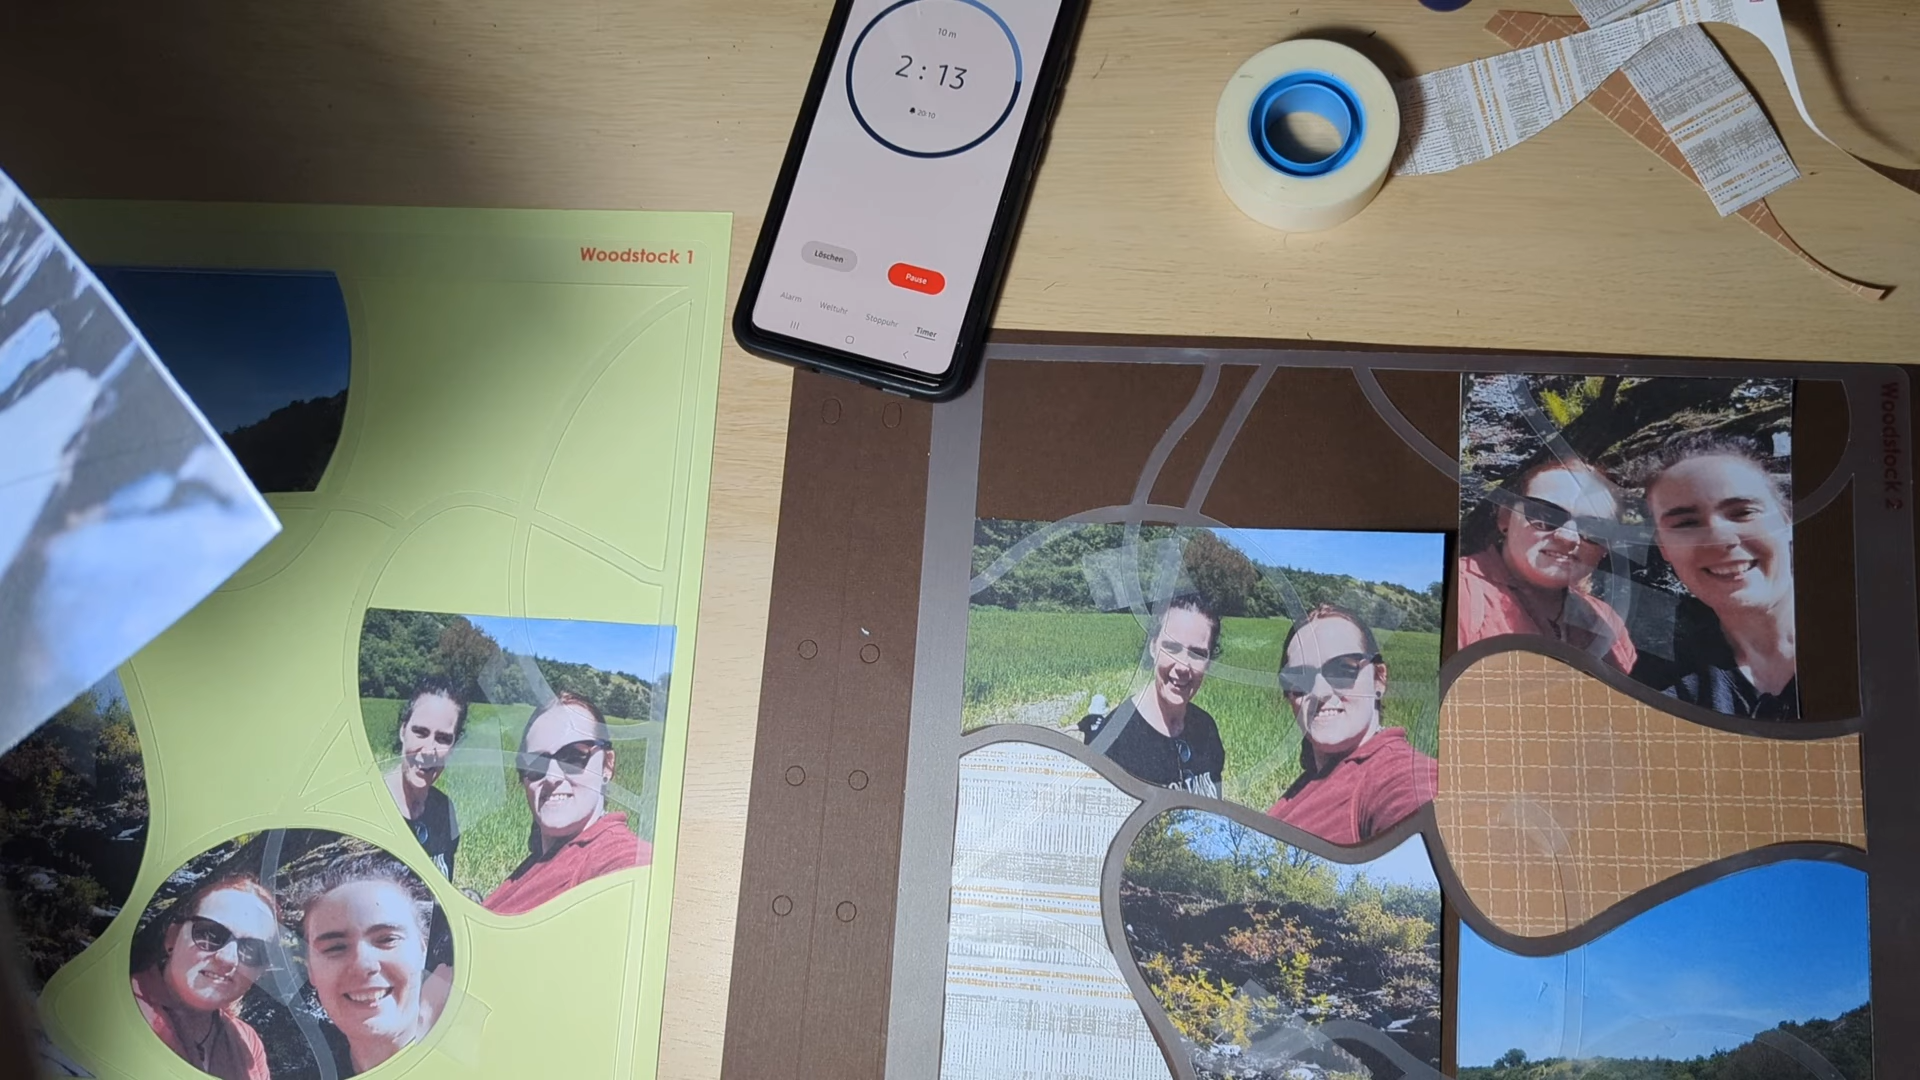 10 m
2 : 13
20:10
Löschen
Pause
Alarm
Weltuhr
Stoppuhr
Timer
Woodstock 1
Woodstock 2